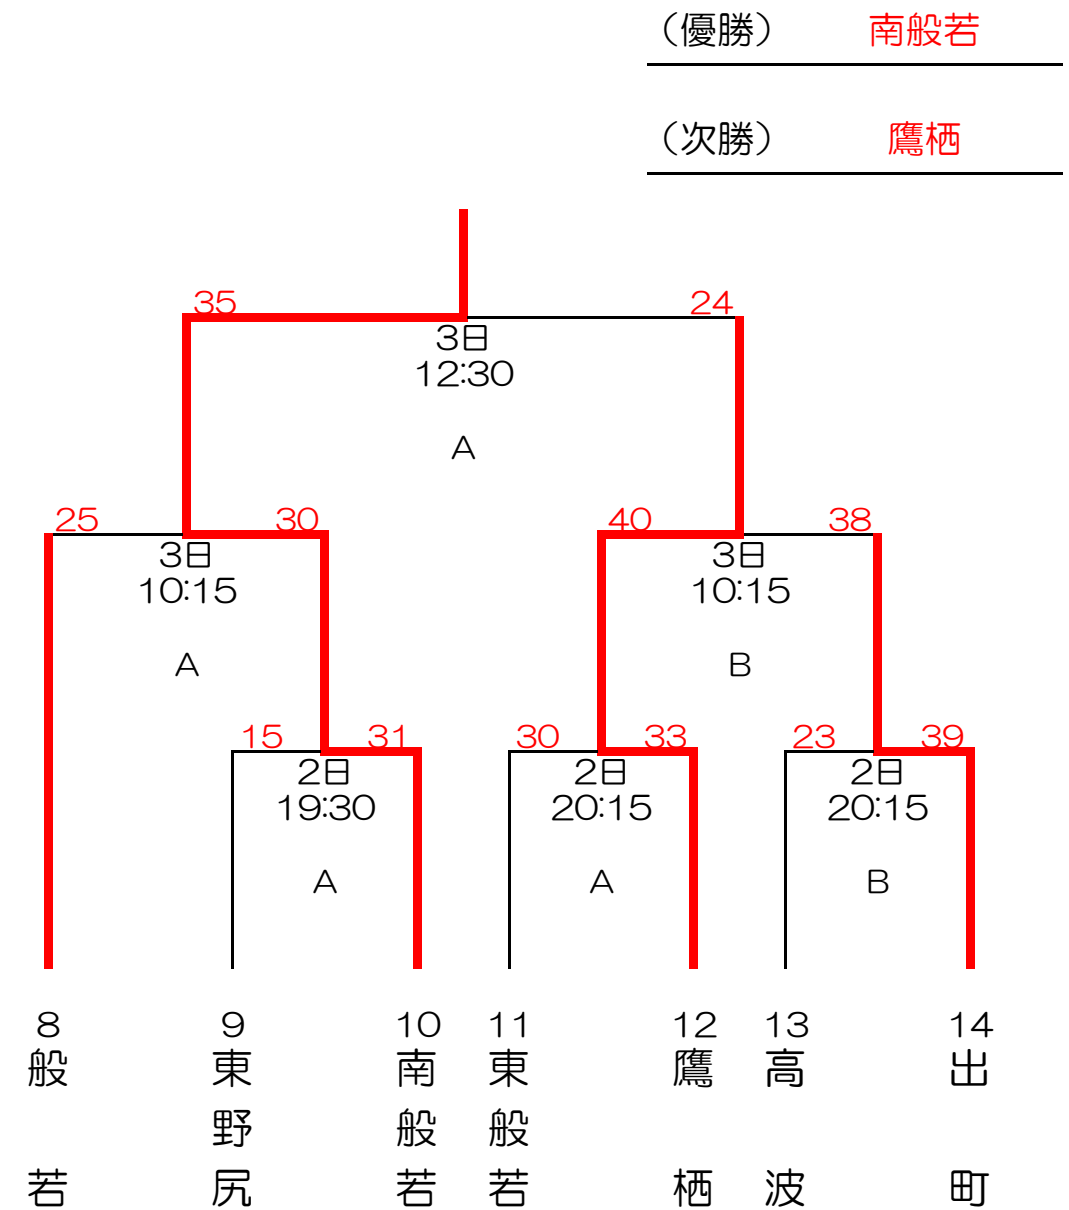 （優勝） 南般若
（次勝） 鷹栖
35 24
3日
12:30
A
25 30 40 38
3日 3日
10:15 10:15
A B
15 31 30 33 23 39
2日 2日 2日
19:30 20:15 20:15
A A B
8 9 10 11 12 13 14
般若 東野尻 南般若 東般若 鷹栖 高波 出町